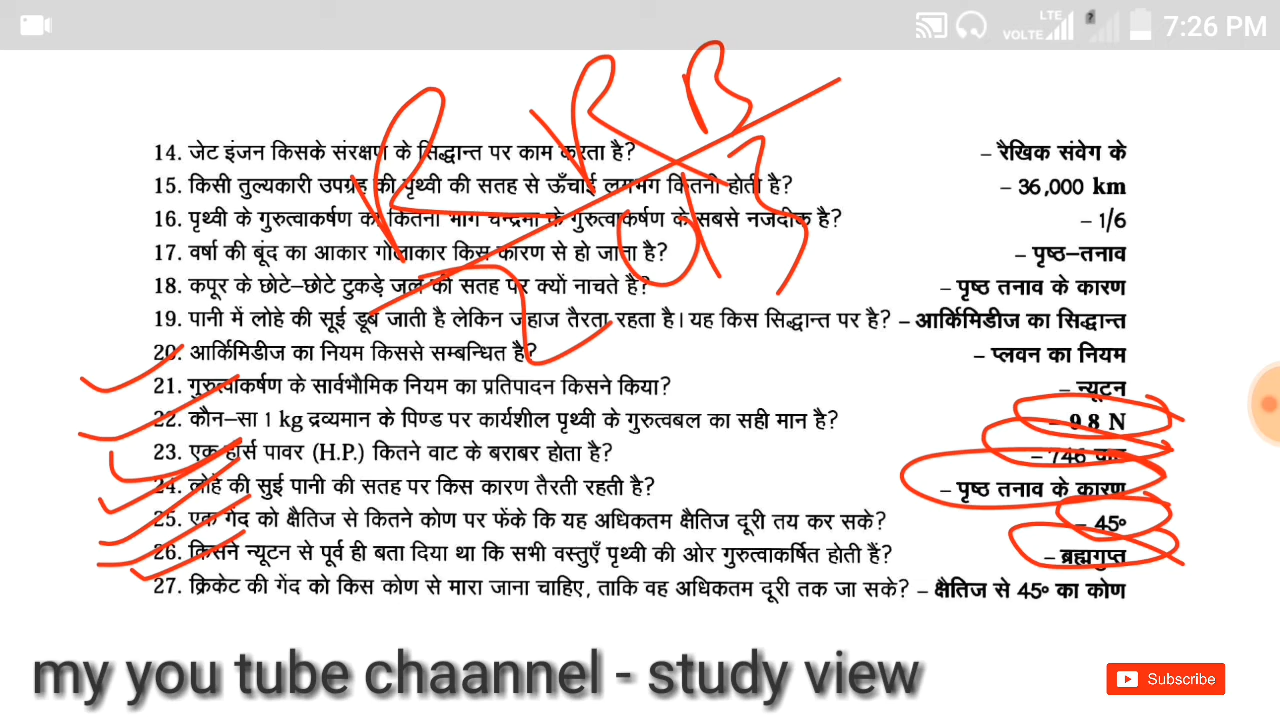 LTE
VOLTE
?
7:26 PM
R R B
14. जेट इंजन किसके संरक्षण के सिद्धान्त पर काम करता है? – रैखिक संवेग के
15. किसी तुल्यकारी उपग्रह की पृथ्वी की सतह से ऊँचाई लगभग कितनी होती है? – 36,000 km
16. पृथ्वी के गुरुत्वाकर्षण का कितना भाग चन्द्रमा के गुरुत्वाकर्षण के सबसे नजदीक है? – 1/6
17. वर्षा की बूंद का आकार गोलाकार किस कारण से हो जाता है? – पृष्ठ–तनाव
18. कपूर के छोटे–छोटे टुकड़े जल की सतह पर क्यों नाचते है? – पृष्ठ तनाव के कारण
19. पानी में लोहे की सूई डूब जाती है लेकिन जहाज तैरता रहता है। यह किस सिद्धान्त पर है? – आर्किमिडीज का सिद्धान्त
20. आर्किमिडीज का नियम किससे सम्बन्धित है? – प्लवन का नियम
21. गुरुत्वाकर्षण के सार्वभौमिक नियम का प्रतिपादन किसने किया? – न्यूटन
22. कौन–सा 1 kg द्रव्यमान के पिण्ड पर कार्यशील पृथ्वी के गुरुत्वबल का सही मान है? – 9.8 N
23. एक हॉर्स पावर (H.P.) कितने वाट के बराबर होता है? – 746 वाट
24. लोहे की सुई पानी की सतह पर किस कारण तैरती रहती है? – पृष्ठ तनाव के कारण
25. एक गेंद को क्षैतिज से कितने कोण पर फेंके कि यह अधिकतम क्षैतिज दूरी तय कर सके? – 45°
26. किसने न्यूटन से पूर्व ही बता दिया था कि सभी वस्तुएँ पृथ्वी की ओर गुरुत्वाकर्षित होती हैं? – ब्रह्मगुप्त
27. क्रिकेट की गेंद को किस कोण से मारा जाना चाहिए, ताकि वह अधिकतम दूरी तक जा सके? – क्षैतिज से 45° का कोण
my you tube chaannel - study view
Subscribe